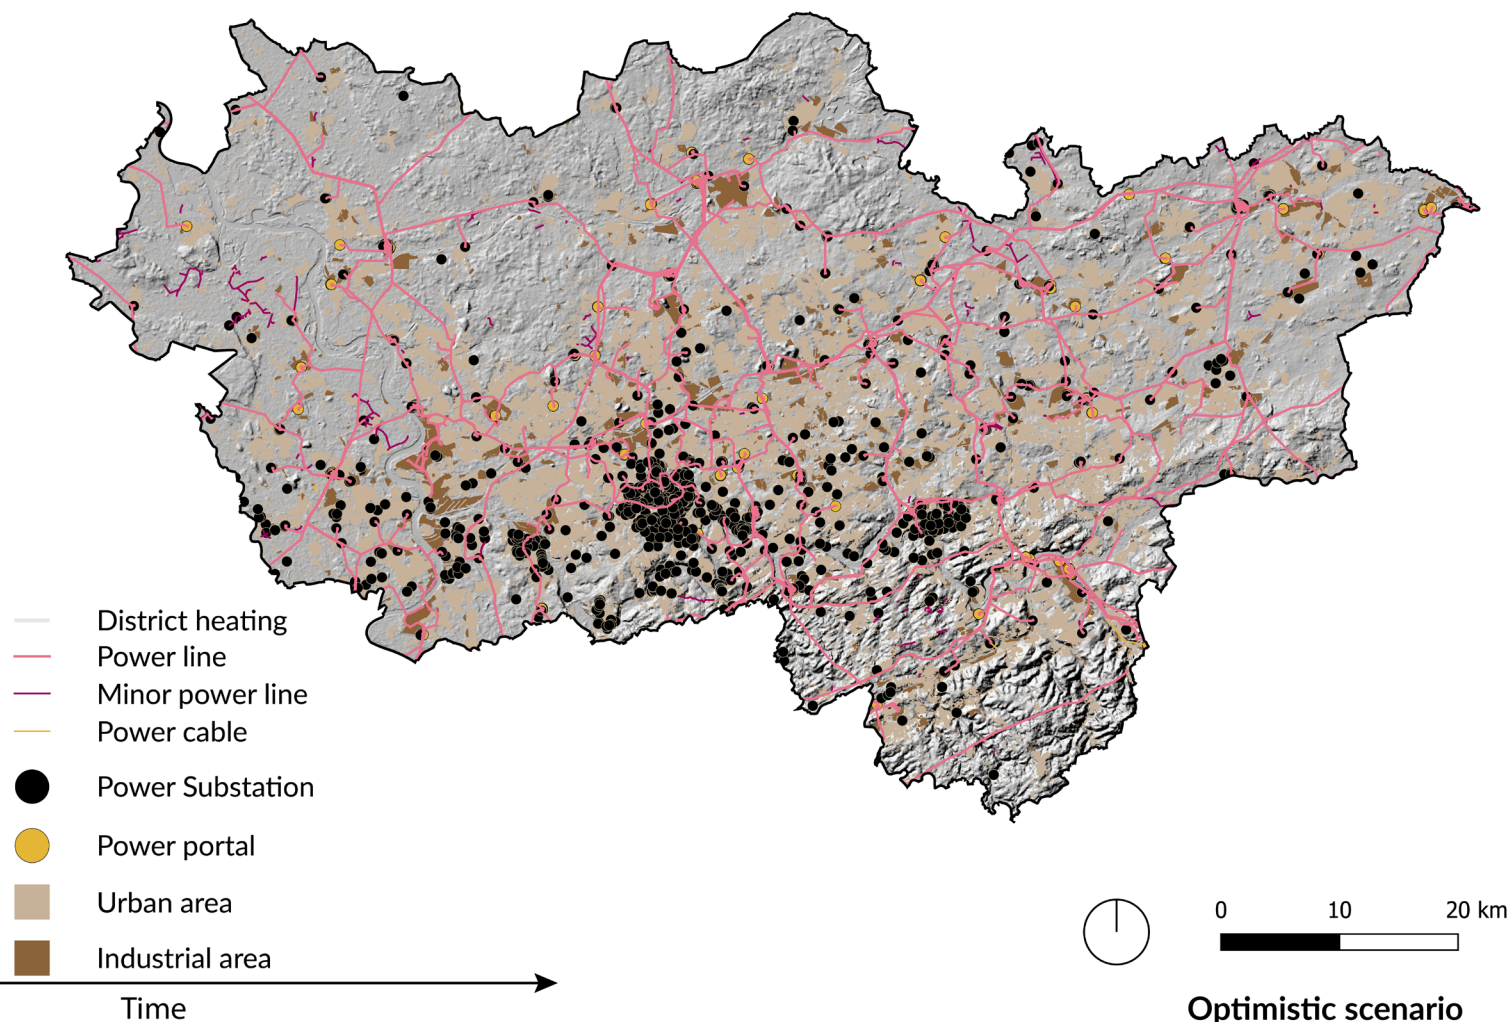 District heating
Power line
Minor power line
Power cable
Power Substation
Power portal
Urban area
Industrial area
Time
0 10 20 km
Optimistic scenario